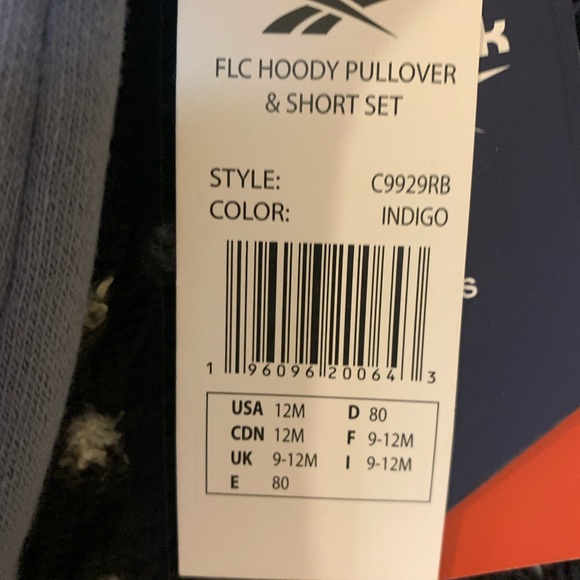 FLC HOODY PULLOVER
& SHORT SET
STYLE: C9929RB
COLOR: INDIGO
1 96096 20064 3
USA 12M D 80
CDN 12M F 9-12M
UK 9-12M I 9-12M
E 80
k
s